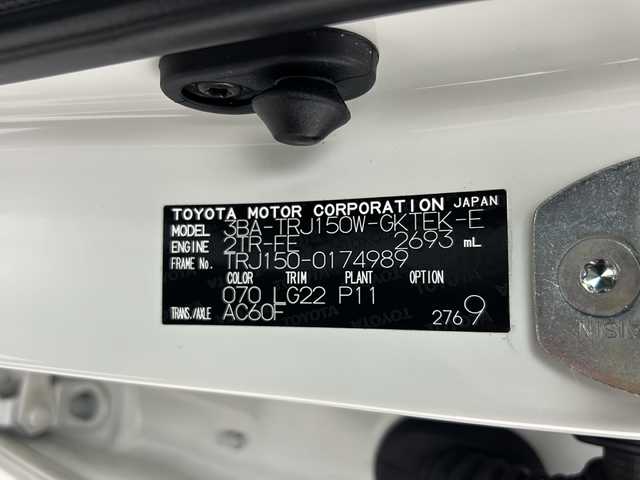 TOYOTA MOTOR CORPORATION JAPAN
MODEL 3BA-TRJ150W-GKTEK-E
ENGINE 2TR-FE 2693 mL
FRAME No. TRJ150-0174989
COLOR TRIM PLANT OPTION
070 LG22 P11
TRANS./AXLE AC60F
2769
NISI